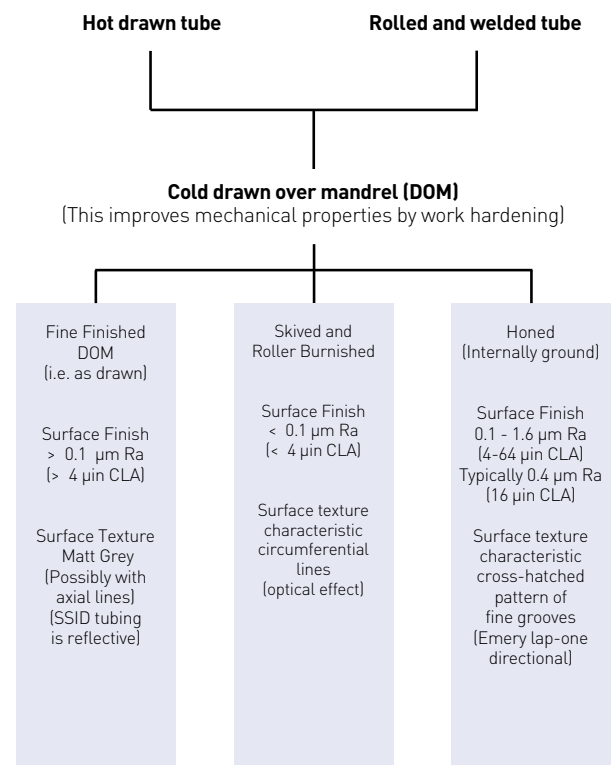 Hot drawn tube
Rolled and welded tube
Cold drawn over mandrel (DOM)
(This improves mechanical properties by work hardening)
Fine Finished
DOM
(i.e. as drawn)
Surface Finish
> 0.1 µm Ra
(> 4 µin CLA)
Surface Texture
Matt Grey
(Possibly with
axial lines)
(SSID tubing
is reflective)
Skived and
Roller Burnished
Surface Finish
< 0.1 µm Ra
(< 4 µin CLA)
Surface texture
characteristic
circumferential
lines
(optical effect)
Honed
(Internally ground)
Surface Finish
0.1 - 1.6 µm Ra
(4-64 µin CLA)
Typically 0.4 µm Ra
(16 µin CLA)
Surface texture
characteristic
cross-hatched
pattern of
fine grooves
(Emery lap-one
directional)